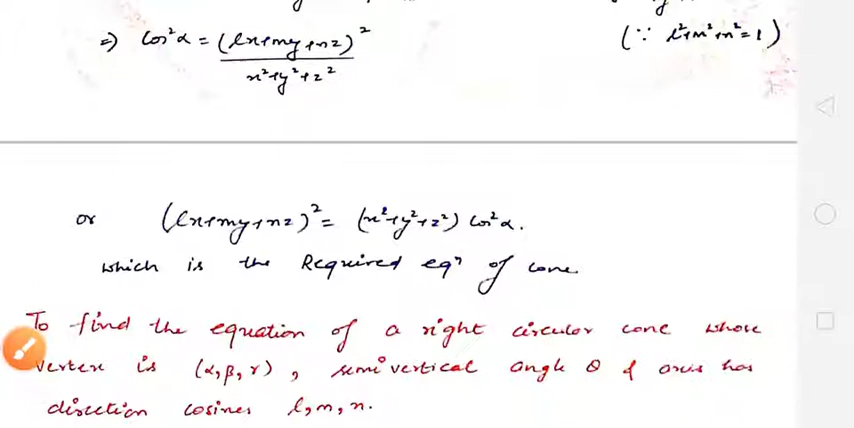 ⇒ cos²α = (lx+my+nz)² / x²+y²+z² (∵ l²+m²+n²=1)
or (lx+my+nz)² = (x²+y²+z²) cos²α.
which is the Required eqⁿ of cone
To find the equation of a right circular cone whose
vertex is (α, β, γ), semivertical angle θ & axis has
direction cosines l, m, n.